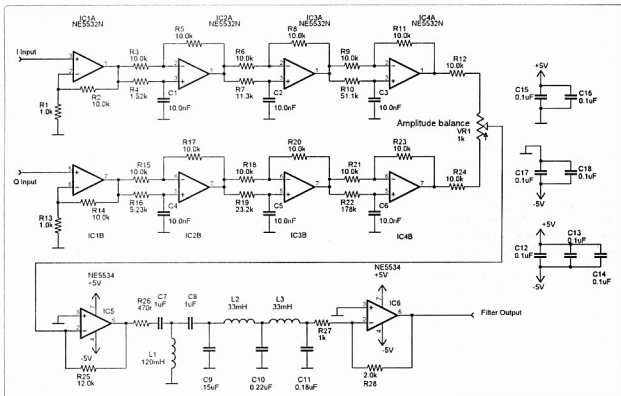 IC1A
NE5532N
IC2A
NE5532N
IC3A
NE5532N
IC4A
NE5532N
I Input
R1
1.0k
R2
10.0k
R3
10.0k
R4
1.52k
R5
10.0k
C1
10.0nF
R6
10.0k
R7
11.3k
R8
10.0k
C2
10.0nF
R9
10.0k
R10
51.1k
R11
10.0k
C3
10.0nF
R12
10.0k
Amplitude balance
VR1
1k
+5V
C15
0.1uF
C16
0.1uF
Q Input
R13
1.0k
R14
10.0k
IC1B
R15
10.0k
R16
5.23k
R17
10.0k
C4
10.0nF
IC2B
R18
10.0k
R19
23.2k
R20
10.0k
C5
10.0nF
IC3B
R21
10.0k
R22
178k
R23
10.0k
C6
10.0nF
IC4B
R24
10.0k
C17
0.1uF
C18
0.1uF
-5V
+5V
C12
0.1uF
C13
0.1uF
C14
0.1uF
-5V
NE5534
+5V
IC5
-5V
R25
12.0k
R26
470r
C7
1uF
C8
1uF
L1
120mH
L2
33mH
L3
33mH
C9
.15uF
C10
0.22uF
C11
0.18uF
R27
1k
NE5534
+5V
IC6
-5V
2.0k
R28
Filter Output